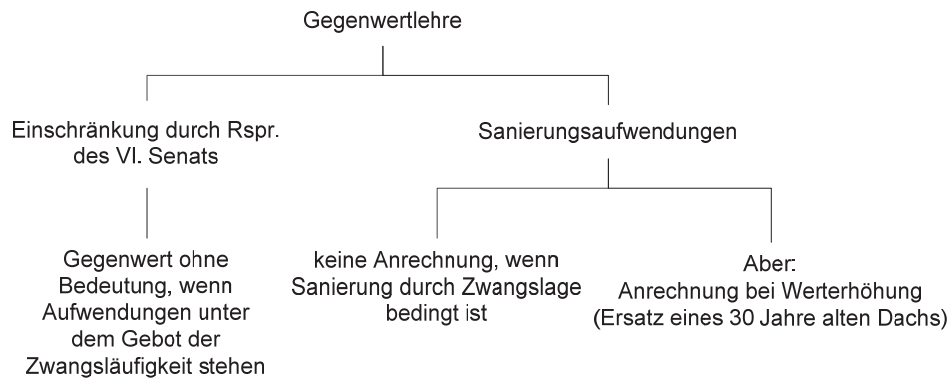 Gegenwertlehre
Einschränkung durch Rspr.
des VI. Senats
Sanierungsaufwendungen
Gegenwert ohne
Bedeutung, wenn
Aufwendungen unter
dem Gebot der
Zwangsläufigkeit stehen
keine Anrechnung, wenn
Sanierung durch Zwangslage
bedingt ist
Aber:
Anrechnung bei Werterhöhung
(Ersatz eines 30 Jahre alten Dachs)